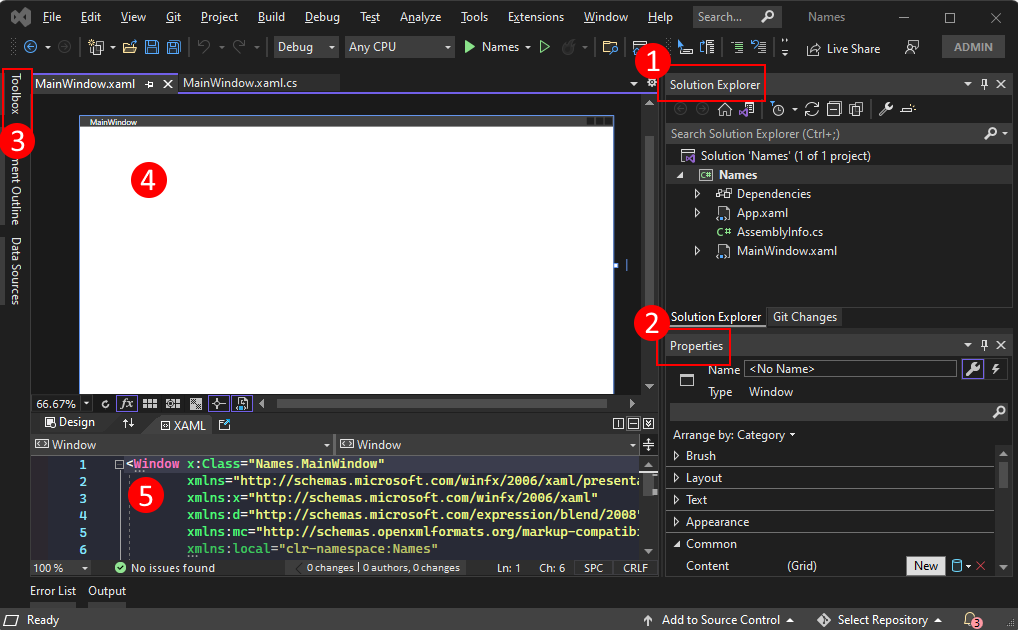 File Edit View Git Project Build Debug Test Analyze Tools Extensions Window Help Search... Names
Debug Any CPU Names Live Share ADMIN
1
Toolbox
3
ment Outline
Data Sources
MainWindow.xaml MainWindow.xaml.cs
MainWindow
4
66.67% fx
Design XAML
Window Window
1 <Window x:Class="Names.MainWindow"
2 xmlns="http://schemas.microsoft.com/winfx/2006/xaml/presenta
3 xmlns:x="http://schemas.microsoft.com/winfx/2006/xaml"
4 xmlns:d="http://schemas.microsoft.com/expression/blend/2008"
5 xmlns:mc="http://schemas.openxmlformats.org/markup-compatibi
6 xmlns:local="clr-namespace:Names"
5
100 % No issues found 0 changes | 0 authors, 0 changes Ln: 1 Ch: 6 SPC CRLF
Solution Explorer
Search Solution Explorer (Ctrl+;)
Solution 'Names' (1 of 1 project)
C# Names
Dependencies
App.xaml
C# AssemblyInfo.cs
MainWindow.xaml
Solution Explorer Git Changes
2
Properties
Name <No Name>
Type Window
Arrange by: Category
Brush
Layout
Text
Appearance
Common
Content (Grid) New
Error List Output
Ready Add to Source Control Select Repository 3